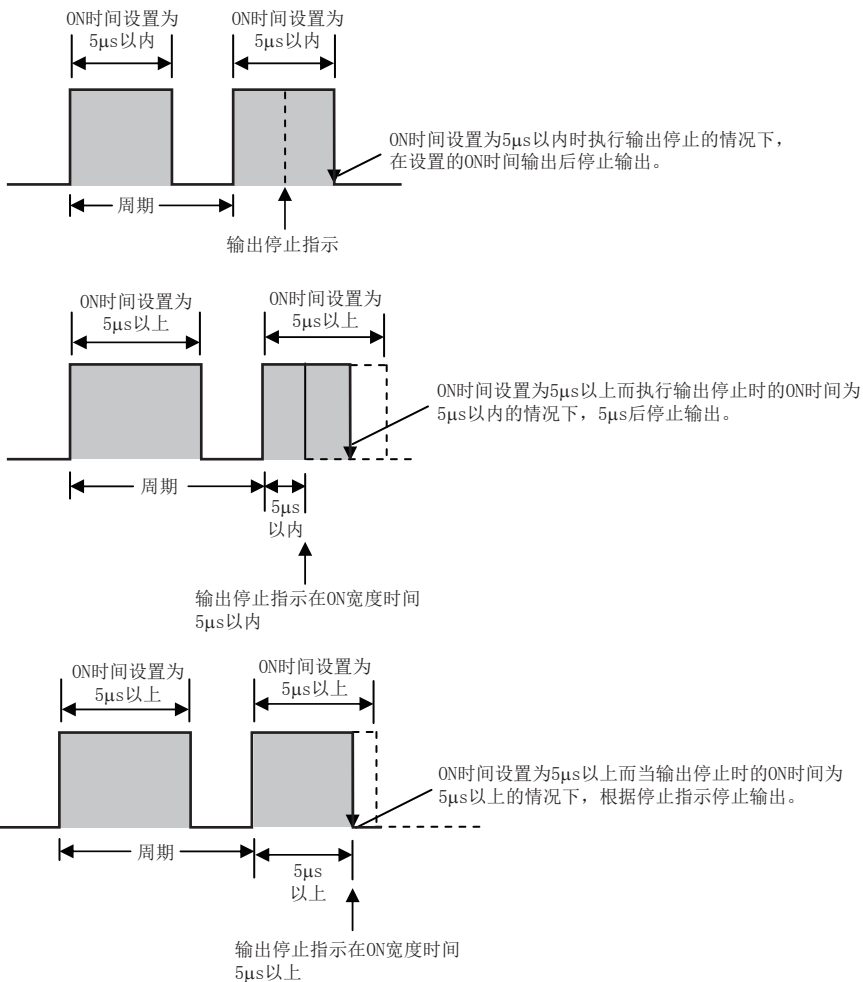 ON时间设置为
5μs以内
ON时间设置为
5μs以内
ON时间设置为5μs以内时执行输出停止的情况下，
在设置的ON时间输出后停止输出。
周期
输出停止指示
ON时间设置为
5μs以上
ON时间设置为
5μs以上
ON时间设置为5μs以上而执行输出停止时的ON时间为
5μs以内的情况下，5μs后停止输出。
周期
5μs
以内
输出停止指示在ON宽度时间
5μs以内
ON时间设置为
5μs以上
ON时间设置为
5μs以上
ON时间设置为5μs以上而当输出停止时的ON时间为
5μs以上的情况下，根据停止指示停止输出。
周期
5μs
以上
输出停止指示在ON宽度时间
5μs以上